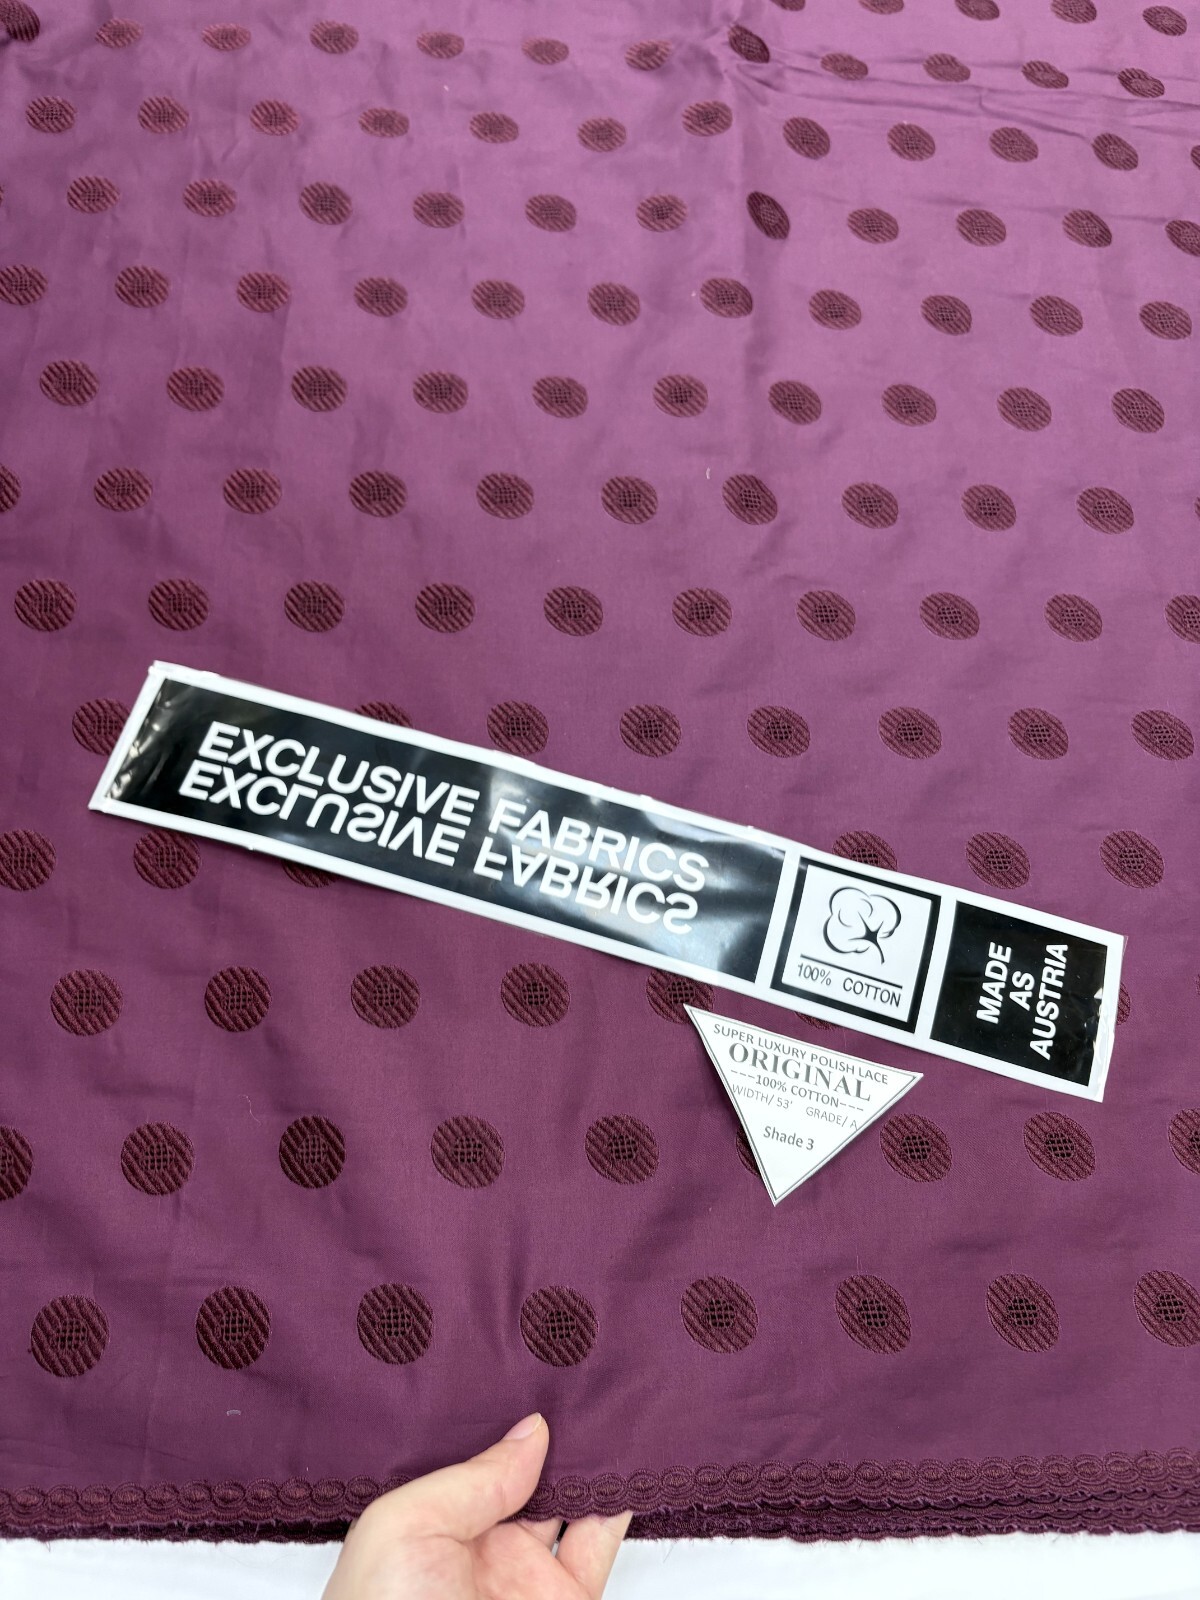 EXCLUSIVE FABRICS
EXCLUSIVE FABRICS
100% COTTON
MADE
AS
AUSTRIA
SUPER LUXURY POLISH LACE
ORIGINAL
---100% COTTON---
WIDTH/ 53' GRADE/ A
Shade 3